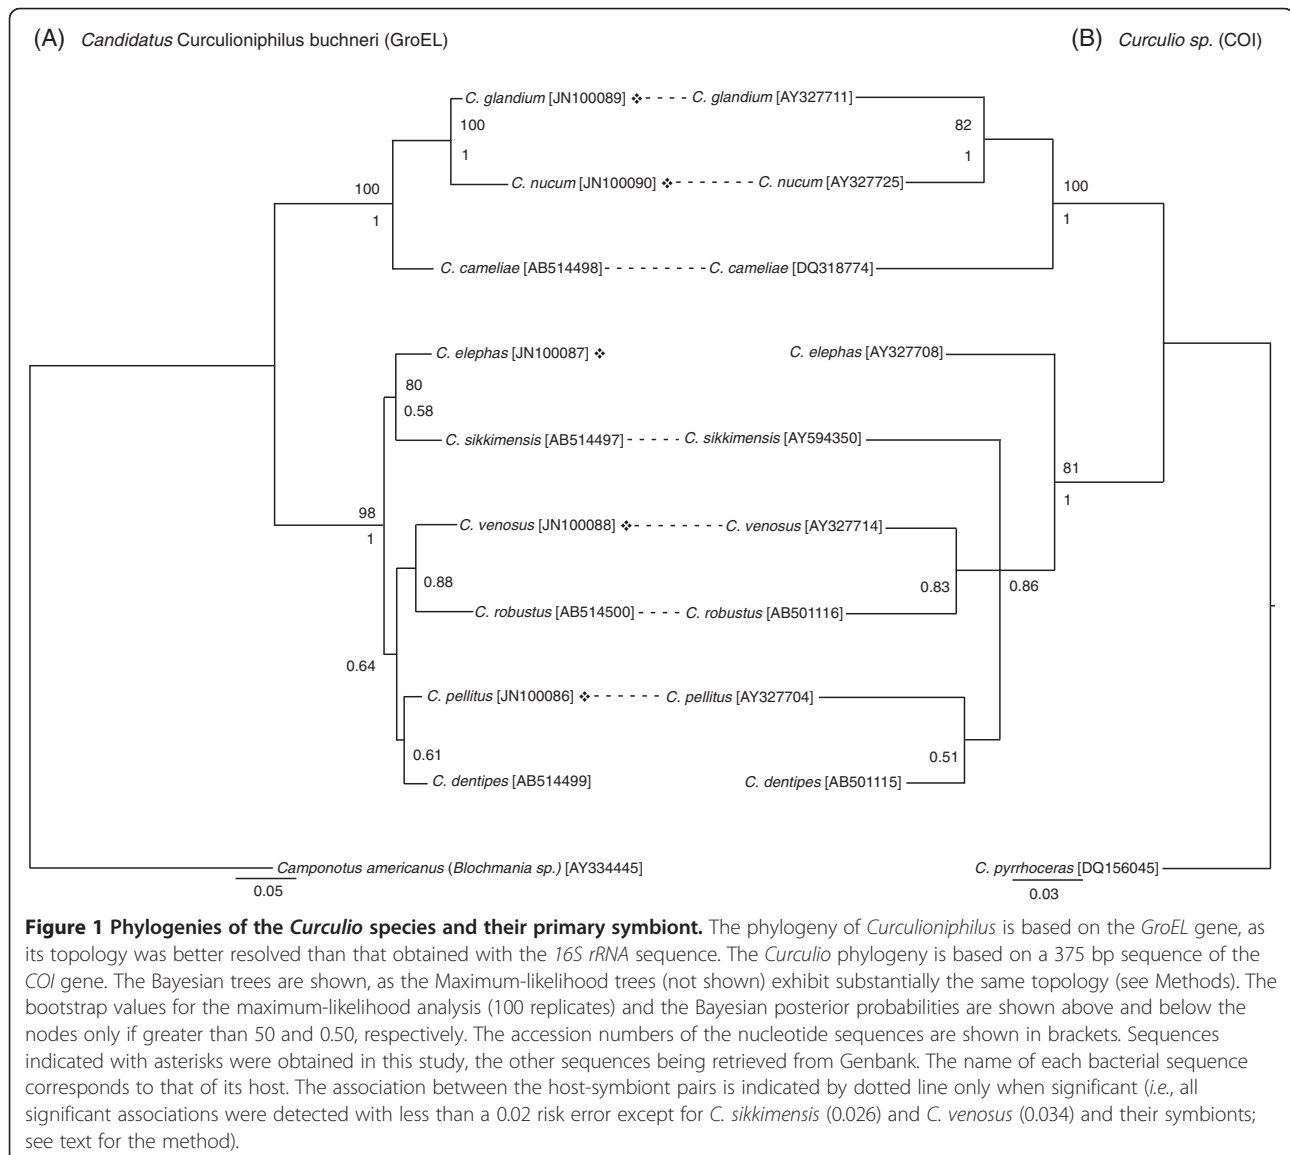 (A) Candidatus Curculioniphilus buchneri (GroEL)
(B) Curculio sp. (COI)
C. glandium [JN100089] ❖ - - - - C. glandium [AY327711]
100
1
82
1
C. nucum [JN100090] ❖ - - - - - - - C. nucum [AY327725]
100
1
100
1
C. cameliae [AB514498] - - - - - - - - - C. cameliae [DQ318774]
C. elephas [JN100087] ❖
C. elephas [AY327708]
80
0.58
C. sikkimensis [AB514497] - - - - - C. sikkimensis [AY594350]
81
1
98
1
C. venosus [JN100088] ❖ - - - - - - - - C. venosus [AY327714]
0.88
0.83
0.86
C. robustus [AB514500] - - - - C. robustus [AB501116]
0.64
C. pellitus [JN100086] ❖ - - - - - - C. pellitus [AY327704]
0.61
0.51
C. dentipes [AB514499]
C. dentipes [AB501115]
Camponotus americanus (Blochmania sp.) [AY334445]
C. pyrrhoceras [DQ156045]
0.05
0.03
Figure 1 Phylogenies of the Curculio species and their primary symbiont. The phylogeny of Curculioniphilus is based on the GroEL gene, as
its topology was better resolved than that obtained with the 16S rRNA sequence. The Curculio phylogeny is based on a 375 bp sequence of the
COI gene. The Bayesian trees are shown, as the Maximum-likelihood trees (not shown) exhibit substantially the same topology (see Methods). The
bootstrap values for the maximum-likelihood analysis (100 replicates) and the Bayesian posterior probabilities are shown above and below the
nodes only if greater than 50 and 0.50, respectively. The accession numbers of the nucleotide sequences are shown in brackets. Sequences
indicated with asterisks were obtained in this study, the other sequences being retrieved from Genbank. The name of each bacterial sequence
corresponds to that of its host. The association between the host-symbiont pairs is indicated by dotted line only when significant (i.e., all
significant associations were detected with less than a 0.02 risk error except for C. sikkimensis (0.026) and C. venosus (0.034) and their symbionts;
see text for the method).